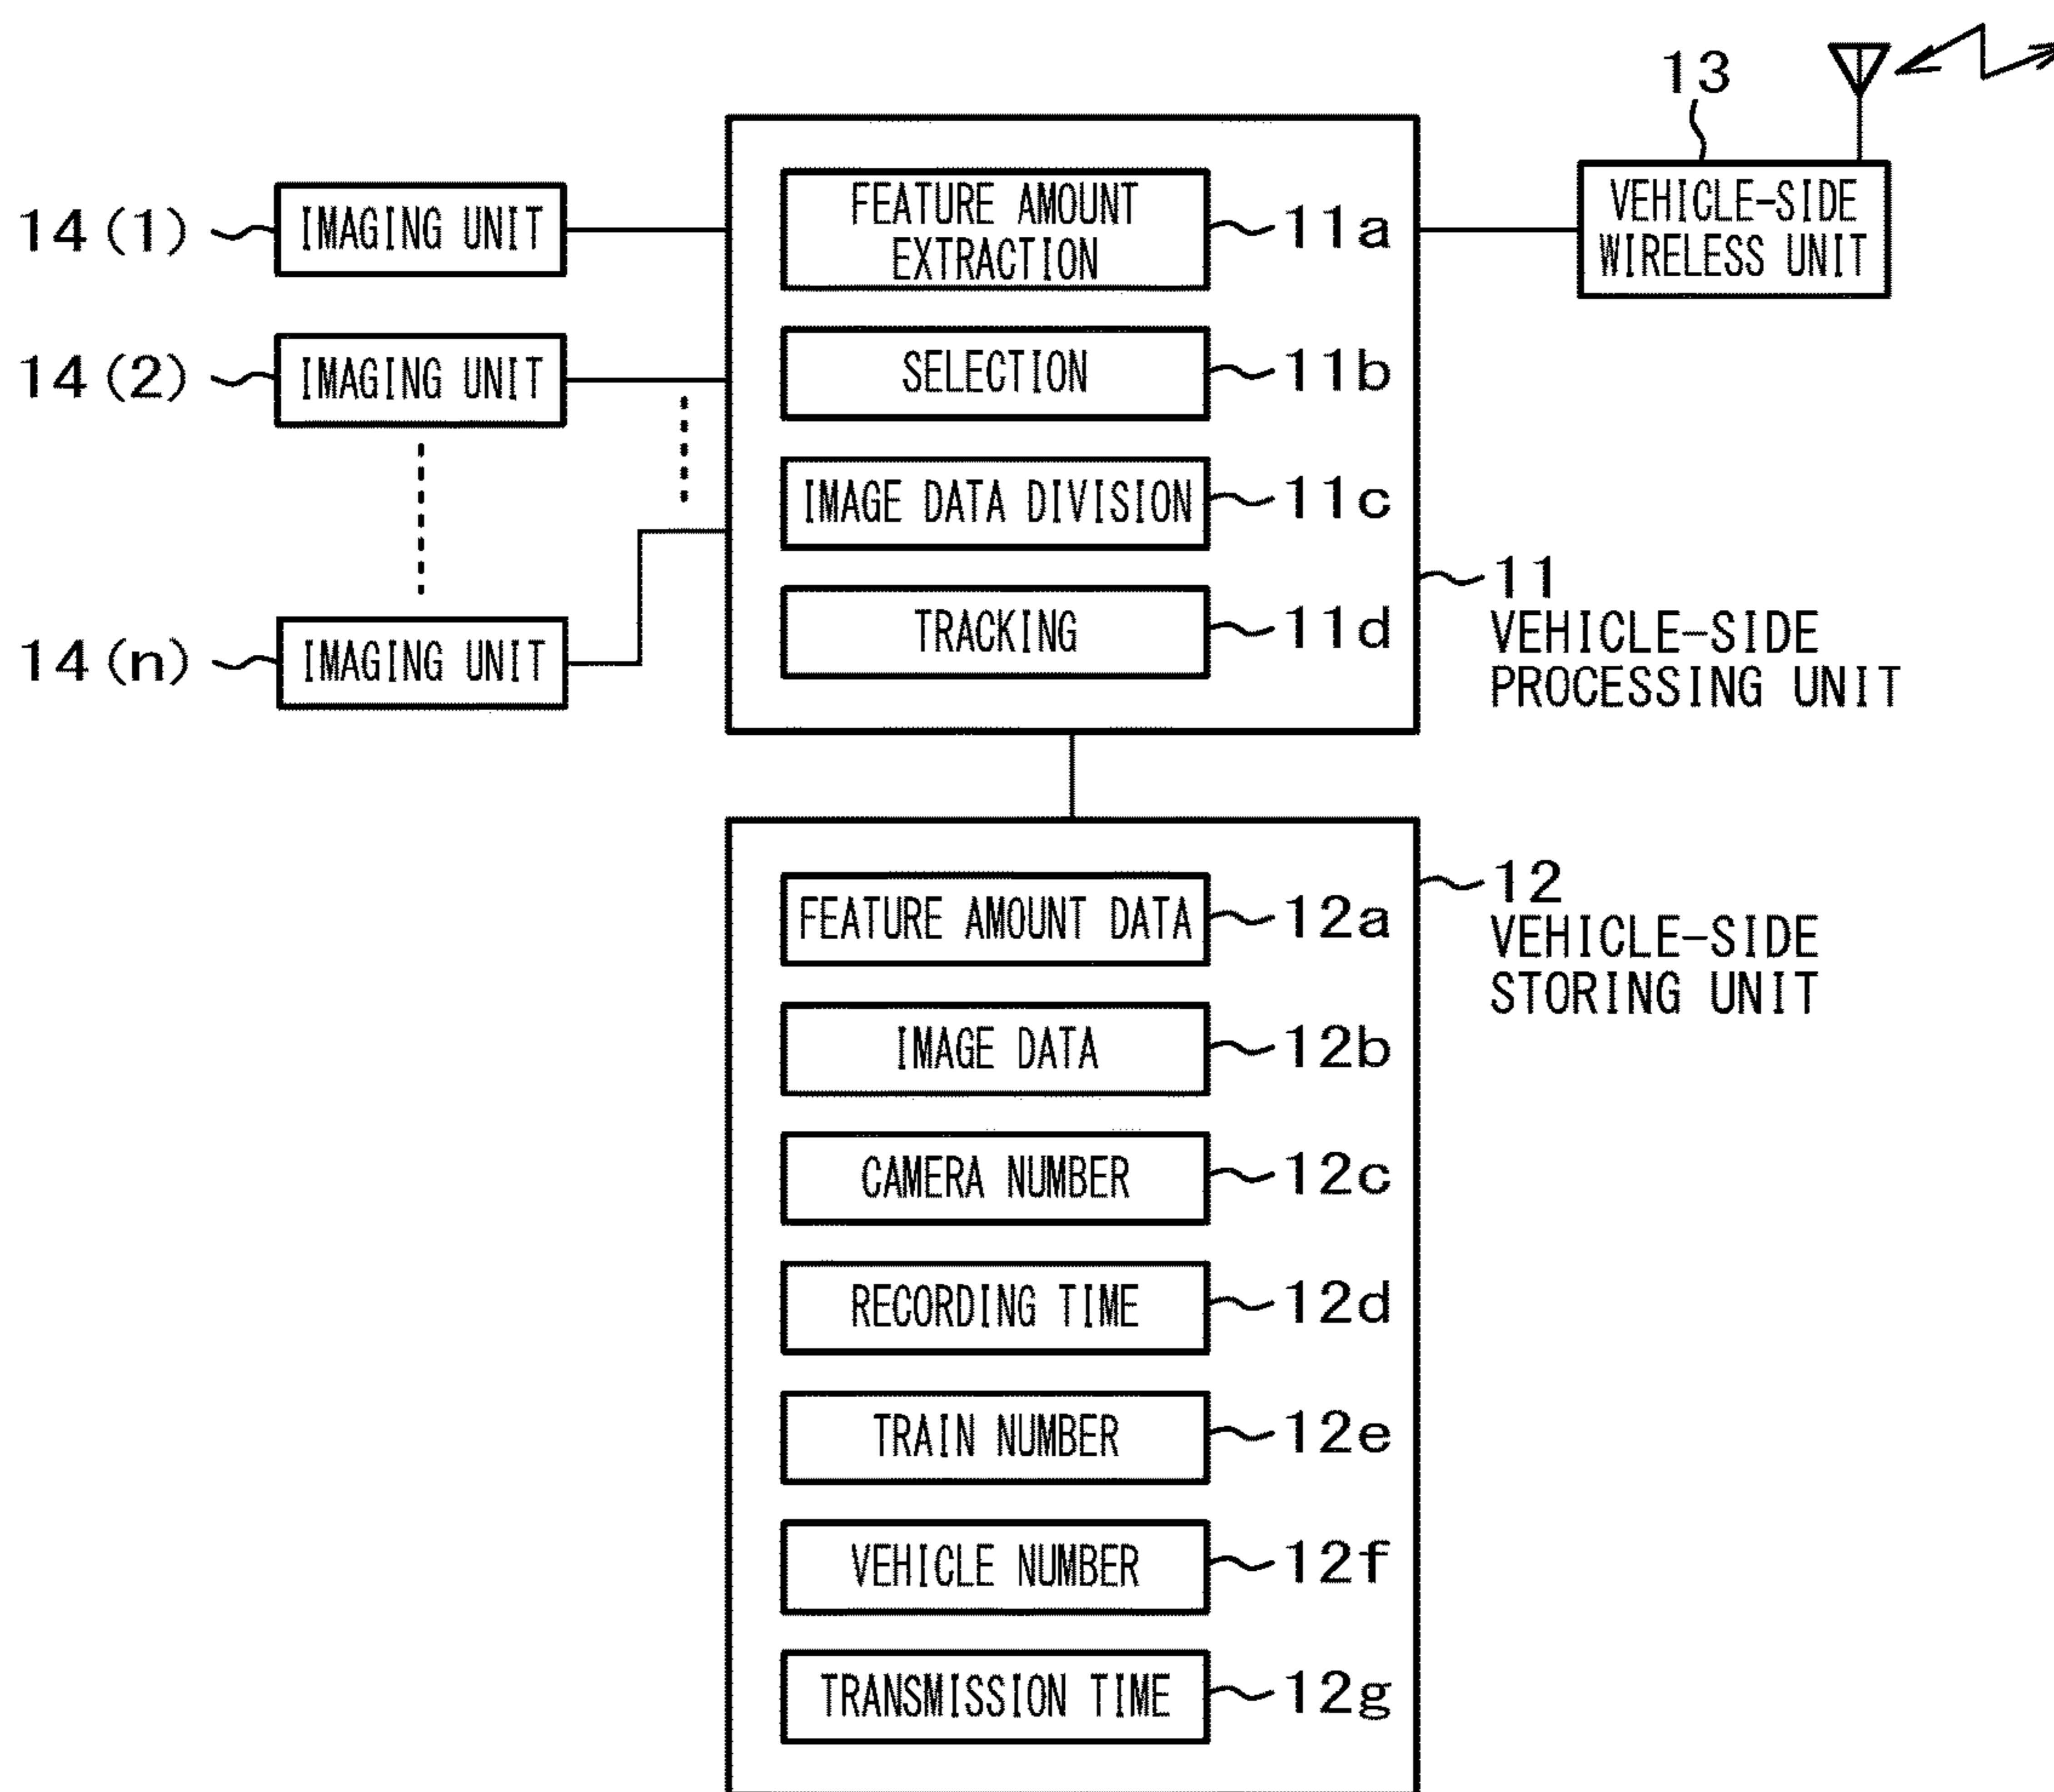 13
14(1)
IMAGING UNIT
FEATURE AMOUNT
EXTRACTION
11a
VEHICLE-SIDE
WIRELESS UNIT
14(2)
IMAGING UNIT
SELECTION
11b
IMAGE DATA DIVISION
11c
14(n)
IMAGING UNIT
TRACKING
11d
11
VEHICLE-SIDE
PROCESSING UNIT
FEATURE AMOUNT DATA
12a
12
VEHICLE-SIDE
STORING UNIT
IMAGE DATA
12b
CAMERA NUMBER
12c
RECORDING TIME
12d
TRAIN NUMBER
12e
VEHICLE NUMBER
12f
TRANSMISSION TIME
12g